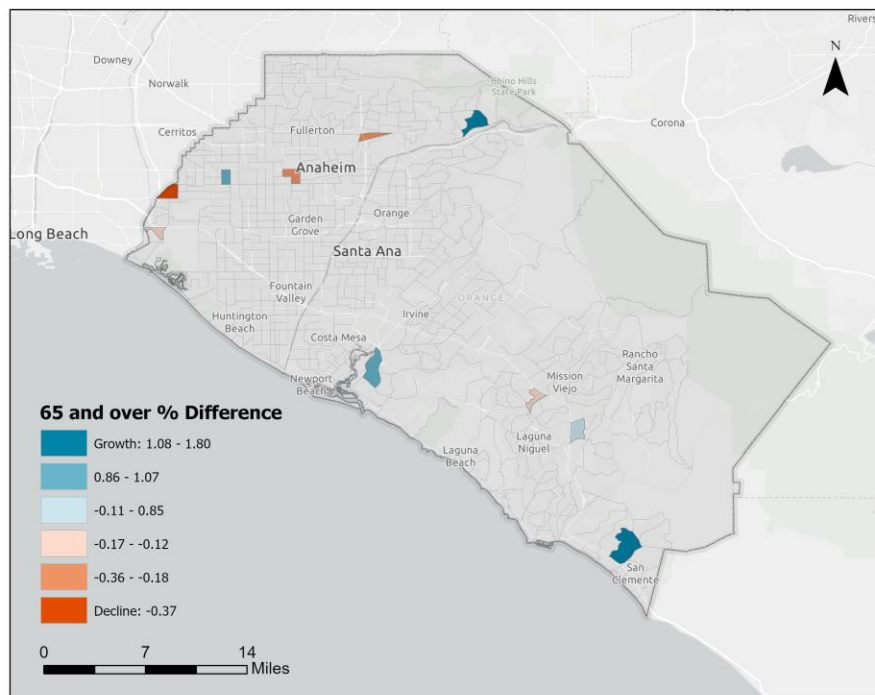 Downey
Norwalk
Cerritos
Fullerton
Chino Hills
State Park
N
Rivers
Corona
Anaheim
Long Beach
Garden
Grove
Orange
Santa Ana
Fountain
Valley
ORANGE
Huntington
Beach
Irvine
Costa Mesa
Newport
Beach
Mission
Viejo
Rancho
Santa
Margarita
Laguna
Niguel
Laguna
Beach
San
Clemente
65 and over % Difference
Growth: 1.08 - 1.80
0.86 - 1.07
-0.11 - 0.85
-0.17 - -0.12
-0.36 - -0.18
Decline: -0.37
0 7 14
Miles